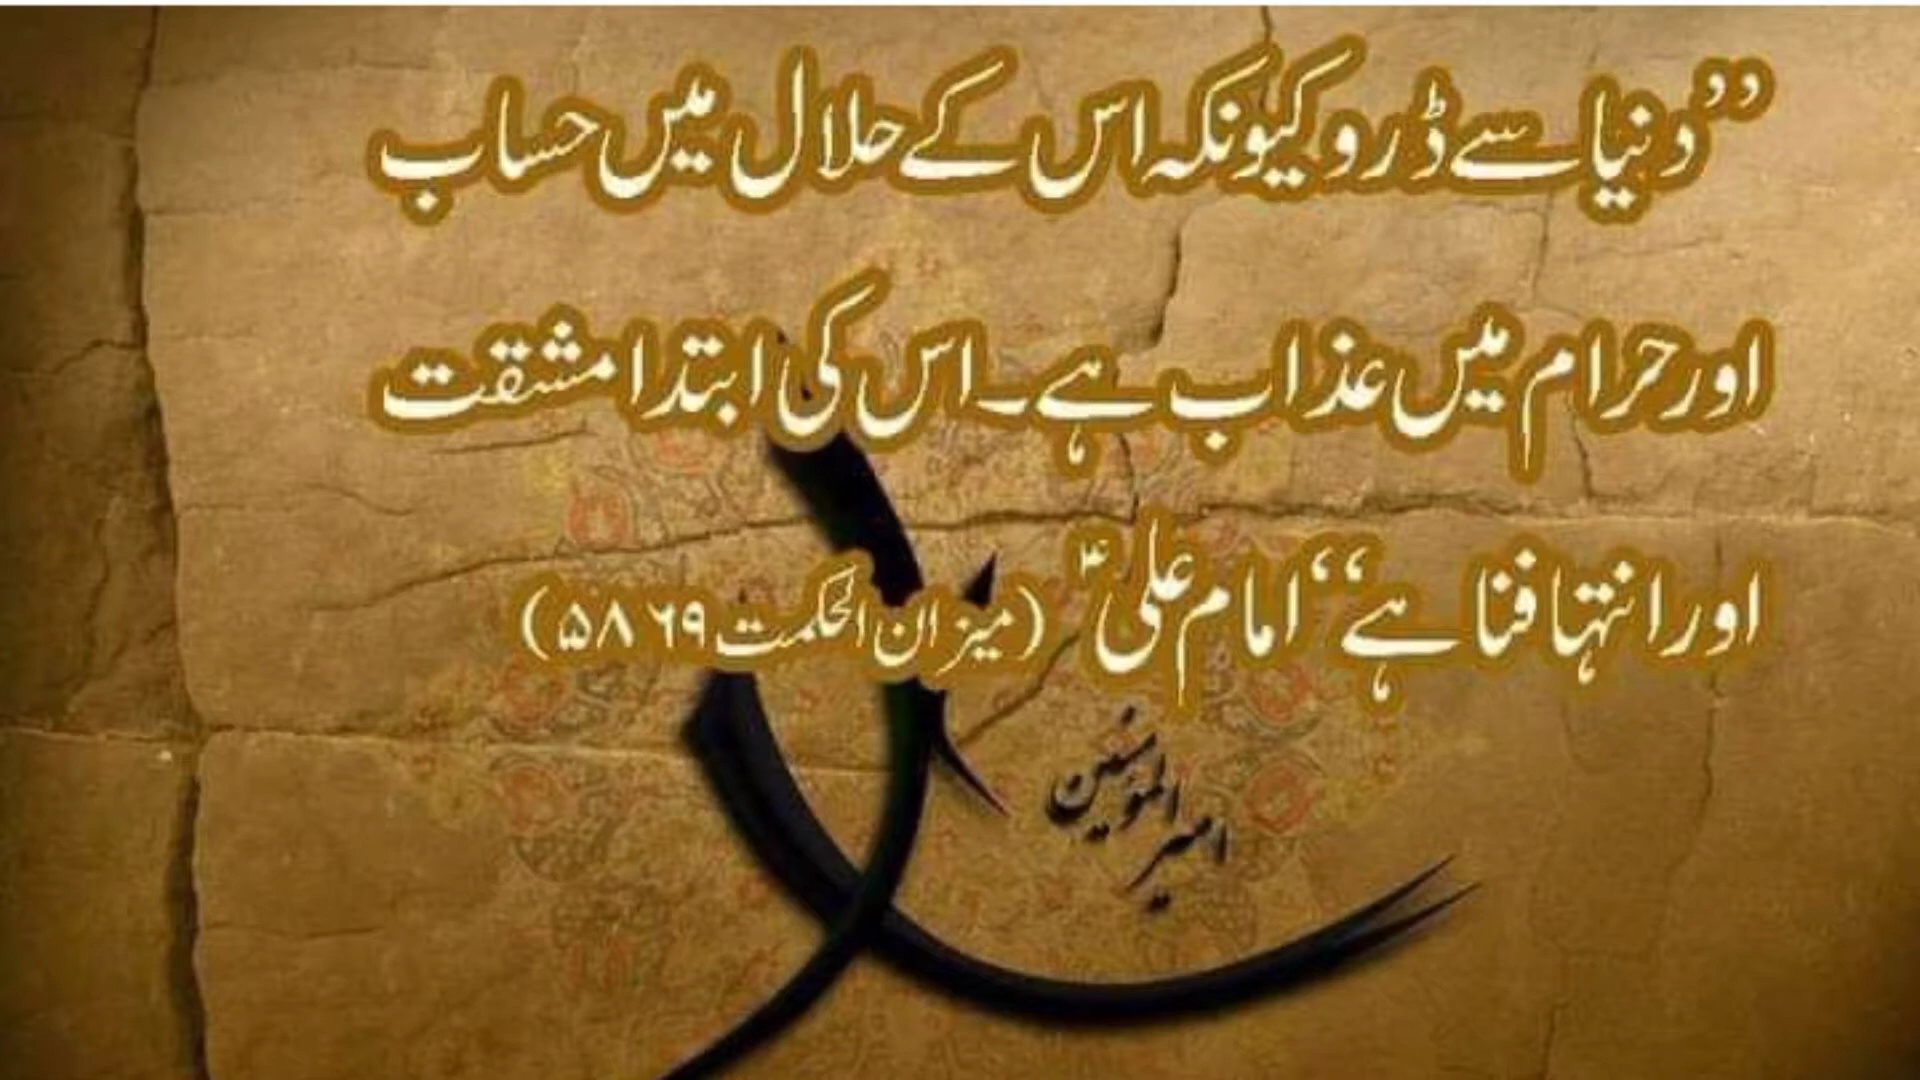 ”دنیا سے ڈرو کیونکہ اس کے حلال میں حساب
اور حرام میں عذاب ہے۔ اس کی ابتدا مشقت
اور انتہا فنا ہے“ امام علیؑ (میزان الحکمت ۵۸۶۹)
امیرالمؤمنین